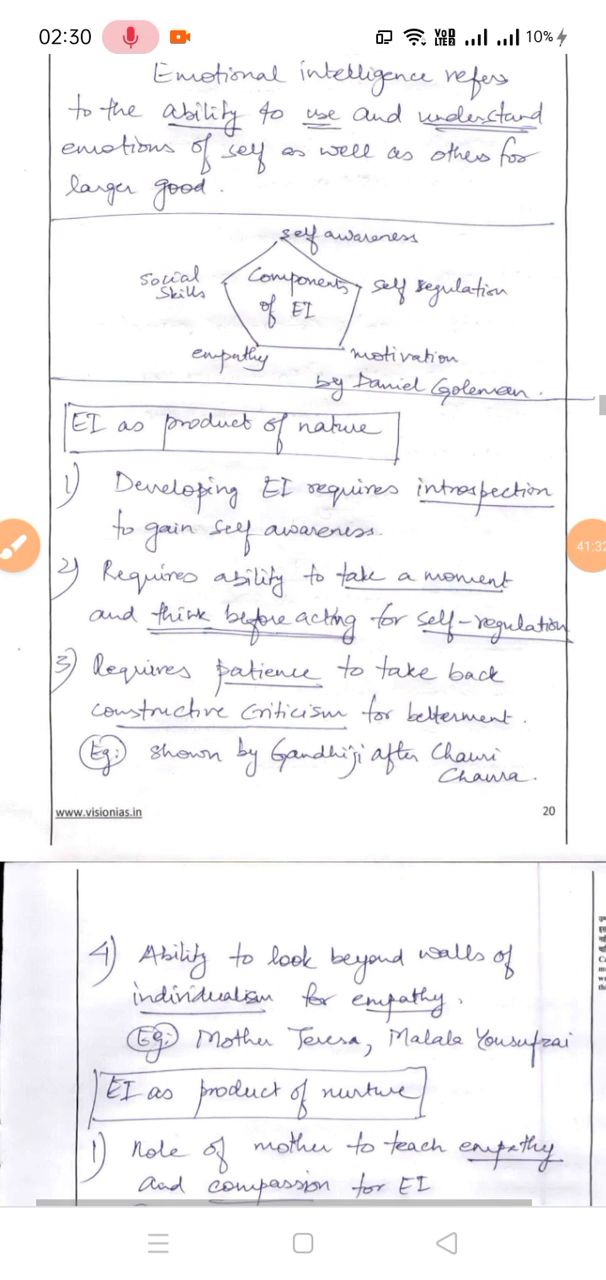 02:30
VoD LTE2
10%
Emotional intelligence refers
to the ability to use and understand
emotions of self as well as others for
larger good.
self awareness
Social
Skills
Components
of EI
self regulation
empathy
motivation
by Daniel Goleman.
EI as product of nature
1) Developing EI requires introspection
to gain self awareness.
41:32
2) Requires ability to take a moment
and think before acting for self-regulation
3) Requires patience to take back
constructive criticism for betterment.
Eg: shown by Gandhiji after Chauri
Chaura.
www.visionias.in
20
4) Ability to look beyond walls of
individualism for empathy.
Eg: Mother Teresa, Malala Yousufzai
EI as product of nurture
1) Role of mother to teach empathy
and compassion for EI